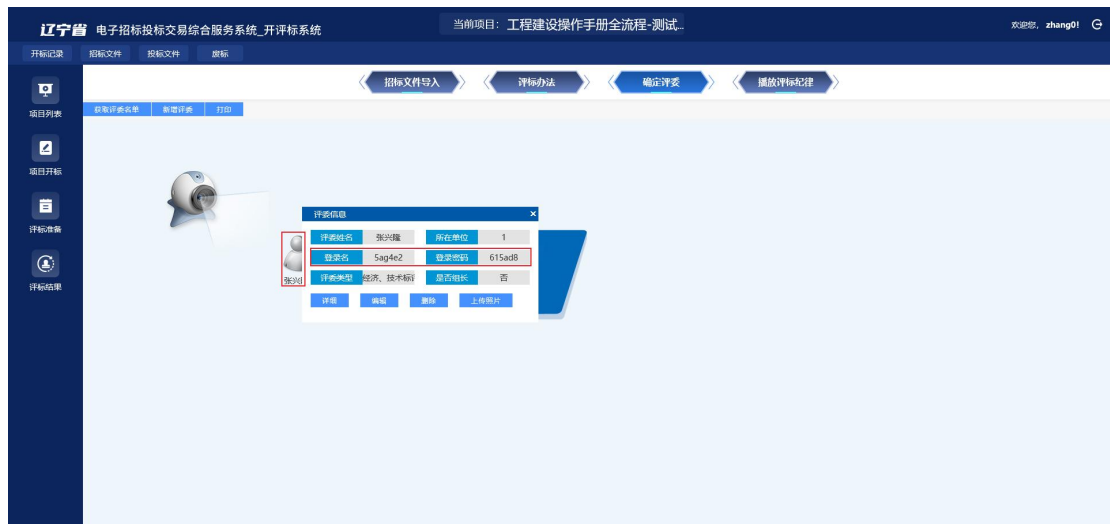 辽宁省 电子招标投标交易综合服务系统_开评标系统
当前项目: 工程建设操作手册全流程-测试...
欢迎您, zhang0!
开标记录 招标文件 投标文件 废标
招标文件导入 评标办法 确定评委 播放评标纪律
获取评委名单 新增评委 打印
项目列表
项目开标
评标准备
评标结果
张兴
评委信息 ×
评委姓名 张兴隆 所在单位 1
登录名 5ag4e2 登录密码 615ad8
评委类型 经济、技术标 是否组长 否
详细 编辑 删除 上传照片